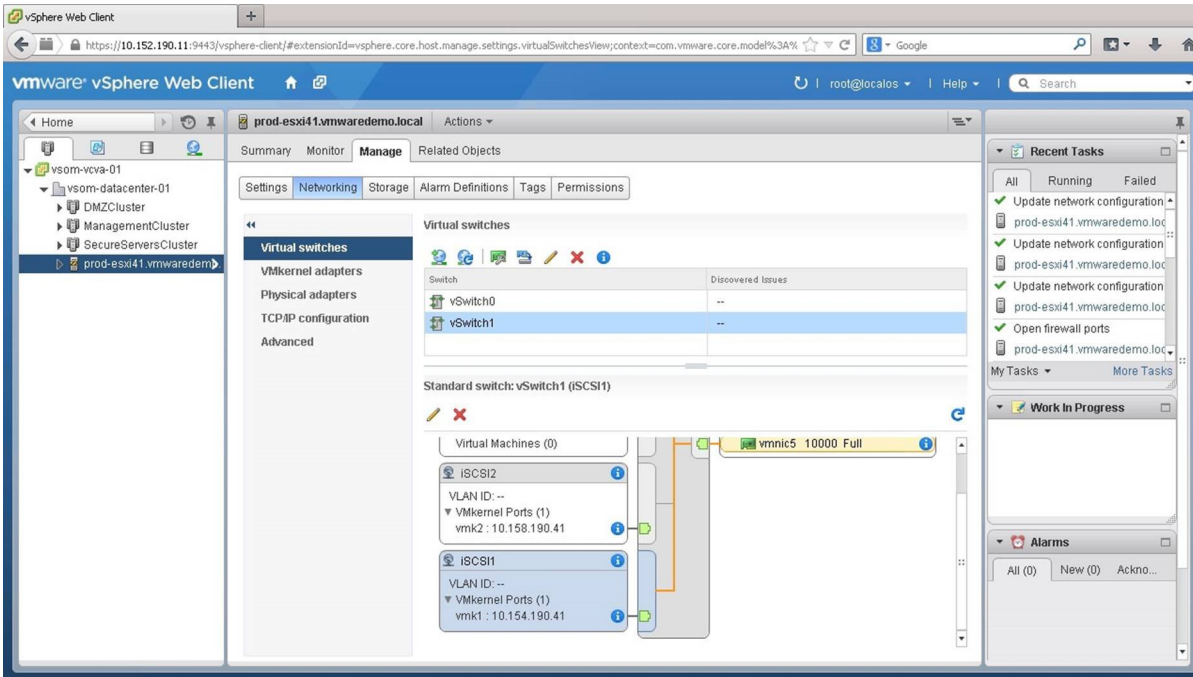 vSphere Web Client
https://10.152.190.11:9443/vsphere-client/#extensionId=vsphere.core.host.manage.settings.virtualSwitchesView;context=com.vmware.core.model%3A% Google
vmware® vSphere Web Client root@localos Help Search
Home
vsom-vcva-01
vsom-datacenter-01
DMZCluster
ManagementCluster
SecureServersCluster
prod-esxi41.vmwaredem
prod-esxi41.vmwaredemo.local Actions
Summary Monitor Manage Related Objects
Settings Networking Storage Alarm Definitions Tags Permissions
Virtual switches
VMkernel adapters
Physical adapters
TCP/IP configuration
Advanced
Virtual switches
Switch Discovered Issues
vSwitch0 --
vSwitch1 --
Standard switch: vSwitch1 (iSCSI1)
Virtual Machines (0)
vmnic5 10000 Full
iSCSI2
VLAN ID: --
VMkernel Ports (1)
vmk2 : 10.158.190.41
iSCSI1
VLAN ID: --
VMkernel Ports (1)
vmk1 : 10.154.190.41
Recent Tasks
All Running Failed
Update network configuration
prod-esxi41.vmwaredemo.loc
Update network configuration
prod-esxi41.vmwaredemo.loc
Update network configuration
prod-esxi41.vmwaredemo.loc
Open firewall ports
prod-esxi41.vmwaredemo.loc
My Tasks More Tasks
Work In Progress
Alarms
All (0) New (0) Ackno...